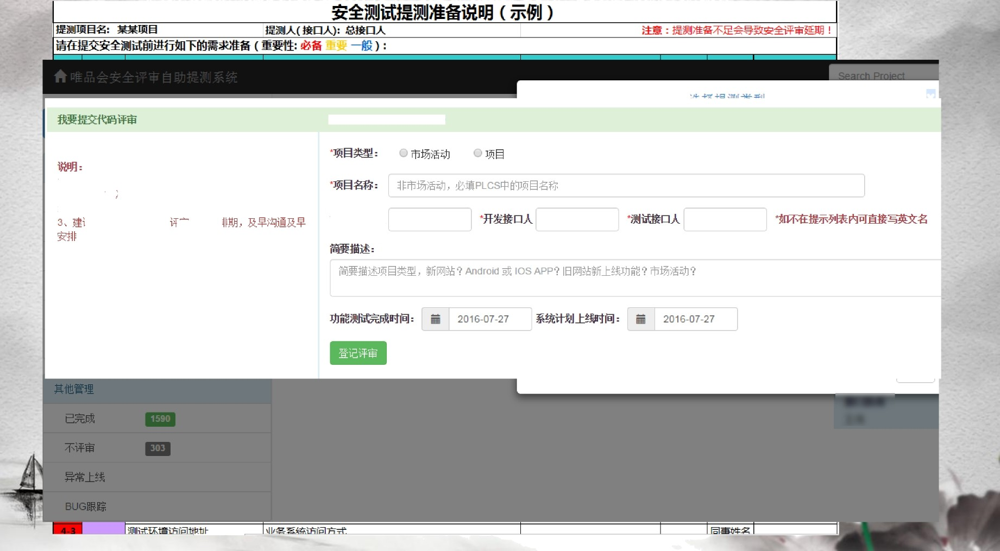 安全测试提测准备说明（示例）
提测项目名: 某某项目 提测人(接口人): 总接口人 注意：提测准备不足会导致安全评审延期！
请在提交安全测试前进行如下的需求准备（重要性: 必备 重要 一般）:
唯品会安全评审自助提测系统 Search Project
选择提测类型
我要提交代码评审
说明：
3、建 评 排期，及早沟通及早
安排
*项目类型： 市场活动 项目
*项目名称： 非市场活动，必填PLCS中的项目名称
*开发接口人 *测试接口人 *如不在提示列表内可直接写英文名
简要描述：
简要描述项目类型，新网站？Android 或 IOS APP？旧网站新上线功能？市场活动？
功能测试完成时间： 2016-07-27 系统计划上线时间： 2016-07-27
登记评审
其他管理
已完成 1590
不评审 303
异常上线
BUG跟踪
4-3 测试环境访问地址 业务系统访问方式 同事姓名